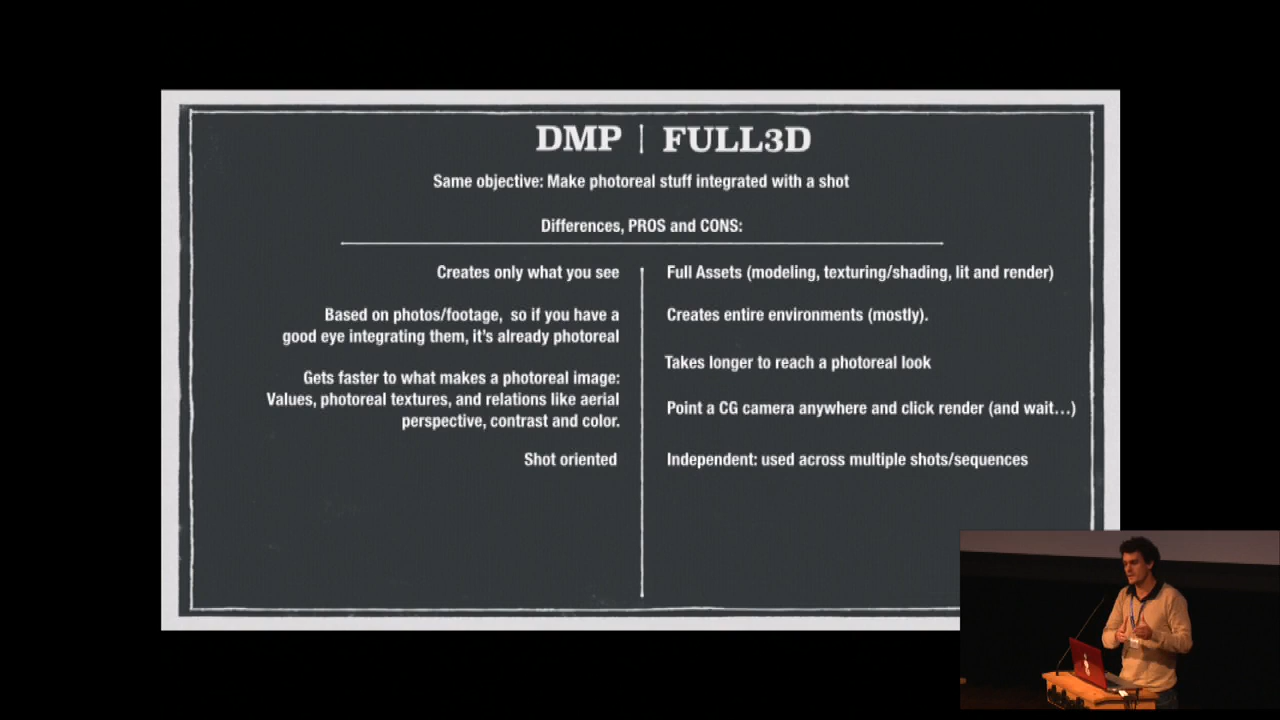 DMP | FULL3D
Same objective: Make photoreal stuff integrated with a shot
Differences, PROS and CONS:
Creates only what you see
Based on photos/footage, so if you have a
good eye integrating them, it's already photoreal
Gets faster to what makes a photoreal image:
Values, photoreal textures, and relations like aerial
perspective, contrast and color.
Shot oriented
Full Assets (modeling, texturing/shading, lit and render)
Creates entire environments (mostly).
Takes longer to reach a photoreal look
Point a CG camera anywhere and click render (and wait…)
Independent: used across multiple shots/sequences